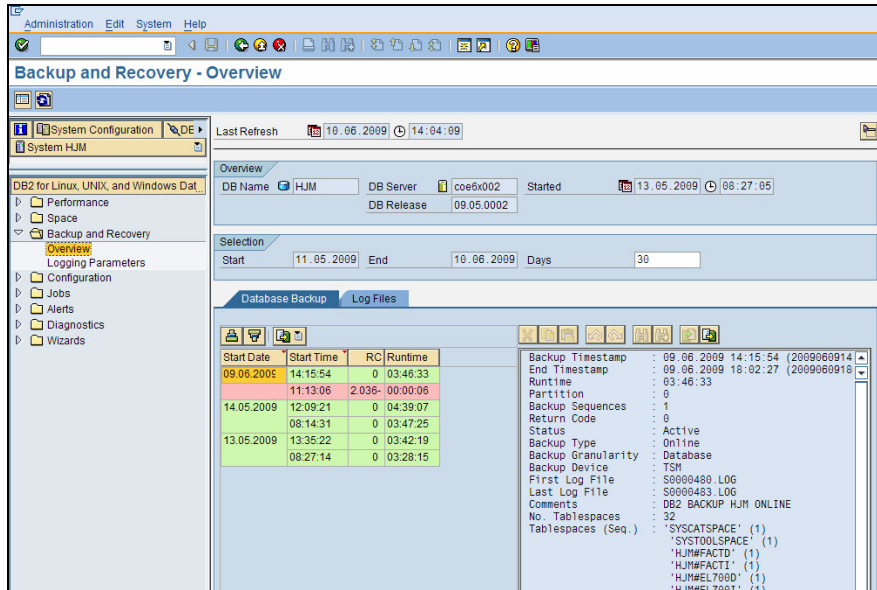 Administration Edit System Help
Backup and Recovery - Overview
System Configuration DE
System HJM
DB2 for Linux, UNIX, and Windows Dat
Performance
Space
Backup and Recovery
Overview
Logging Parameters
Configuration
Jobs
Alerts
Diagnostics
Wizards
Last Refresh 10.06.2009 14:04:09
Overview
DB Name HJM DB Server coe6x002 Started 13.05.2009 08:27:05
DB Release 09.05.0002
Selection
Start 11.05.2009 End 10.06.2009 Days 30
Database Backup Log Files
Start Date Start Time RC Runtime
09.06.2009 14:15:54 0 03:46:33
11:13:06 2.036- 00:00:06
14.05.2009 12:09:21 0 04:39:07
08:14:31 0 03:47:25
13.05.2009 13:35:22 0 03:42:19
08:27:14 0 03:28:15
Backup Timestamp : 09.06.2009 14:15:54 (2009060914
End Timestamp : 09.06.2009 18:02:27 (2009060918
Runtime : 03:46:33
Partition : 0
Backup Sequences : 1
Return Code : 0
Status : Active
Backup Type : Online
Backup Granularity : Database
Backup Device : TSM
First Log File : S0000480.LOG
Last Log File : S0000483.LOG
Comments : DB2 BACKUP HJM ONLINE
No. Tablespaces : 32
Tablespaces (Seq.) : 'SYSCATSPACE' (1)
'SYSTOOLSPACE' (1)
'HJM#FACTD' (1)
'HJM#FACTI' (1)
'HJM#EL700D' (1)
'HJM#EL700I' (1)